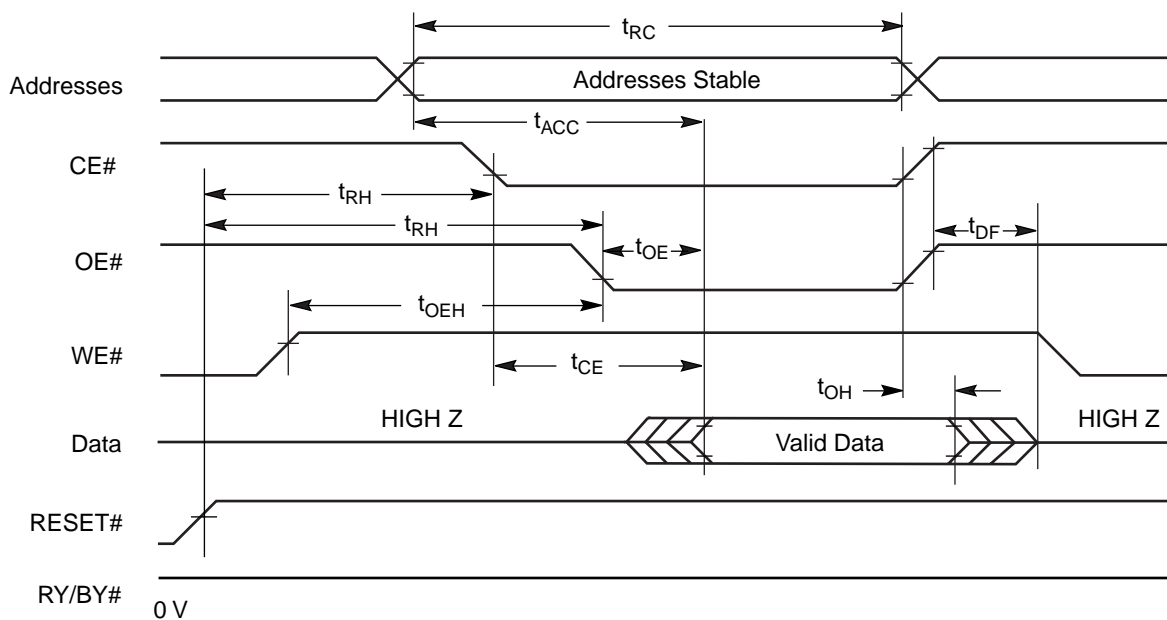 tRC
Addresses
Addresses Stable
tACC
CE#
tRH
tRH
tDF
OE#
tOE
tOEH
WE#
tCE
tOH
HIGH Z
HIGH Z
Data
Valid Data
RESET#
RY/BY#
0 V